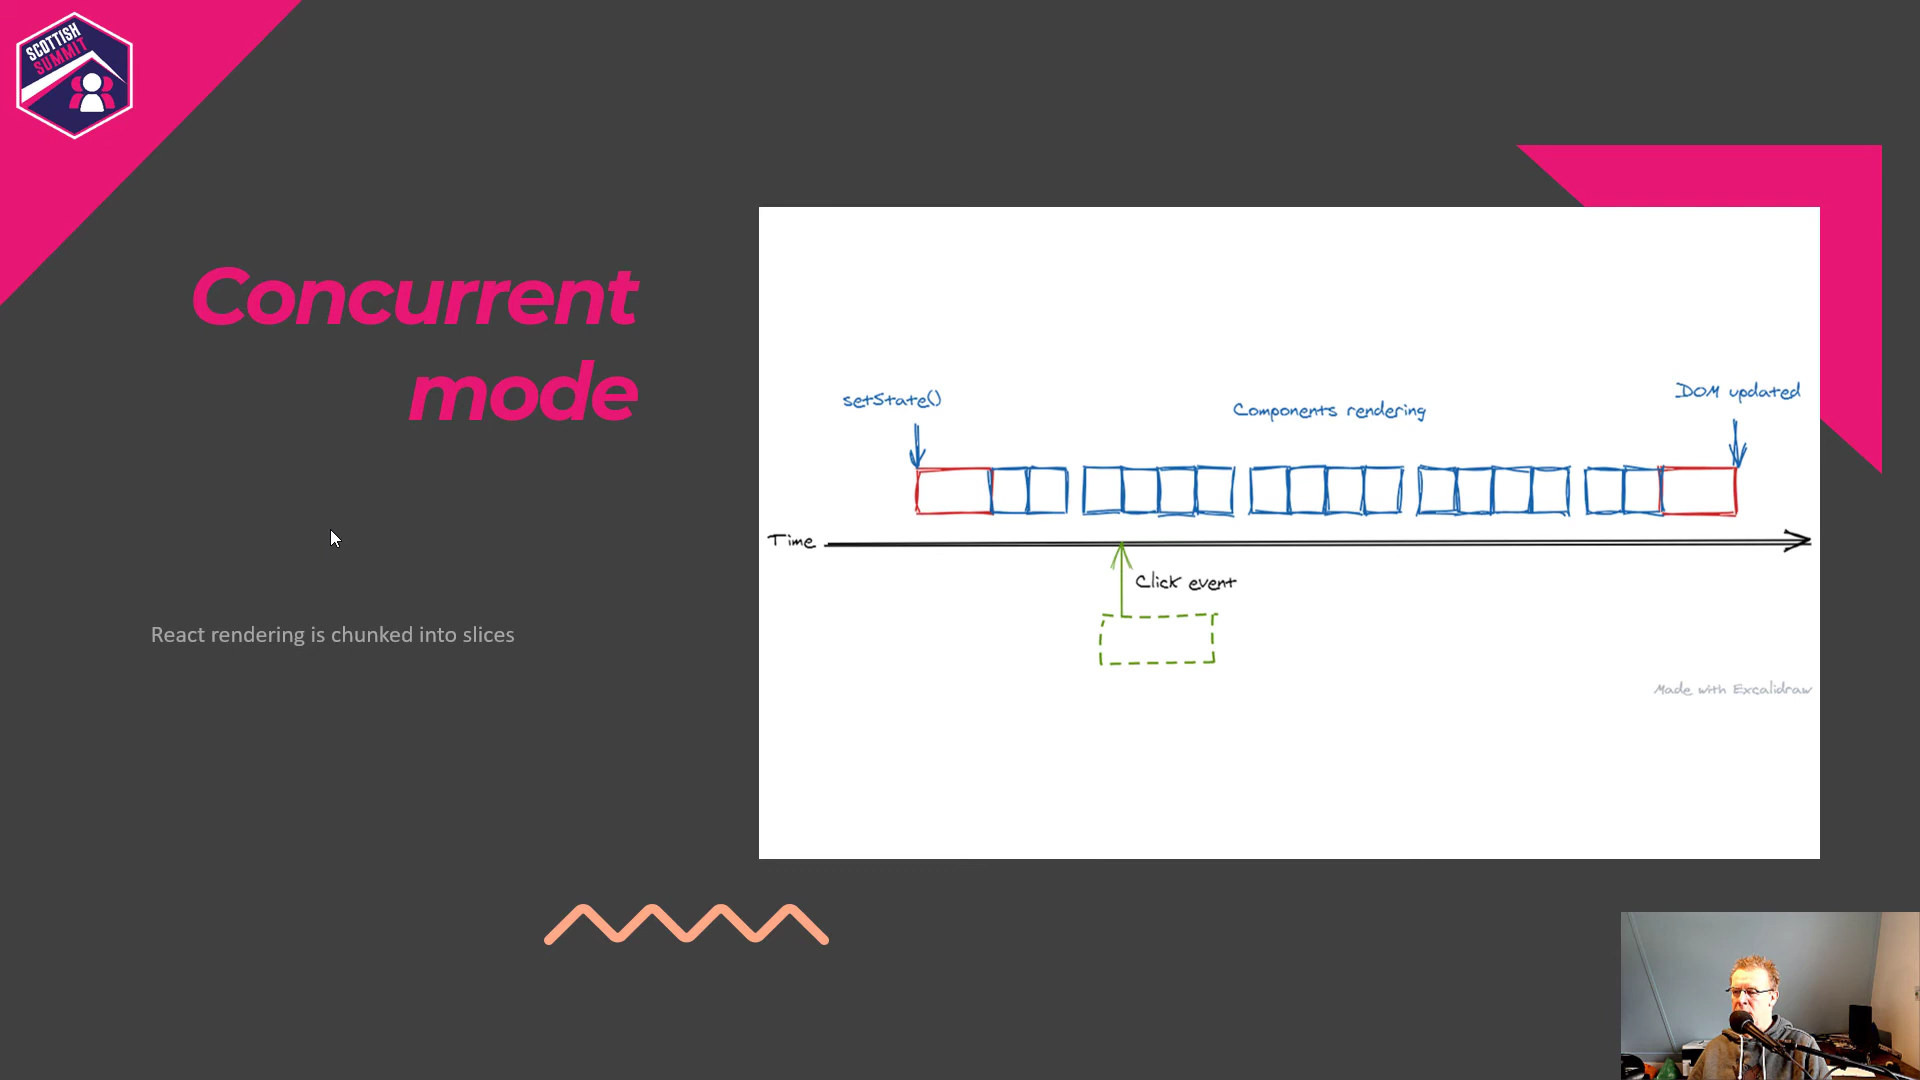 SCOTTISH
SUMMIT
Concurrent
mode
React rendering is chunked into slices
setState()
Components rendering
DOM updated
Time
Click event
Made with Excalidraw